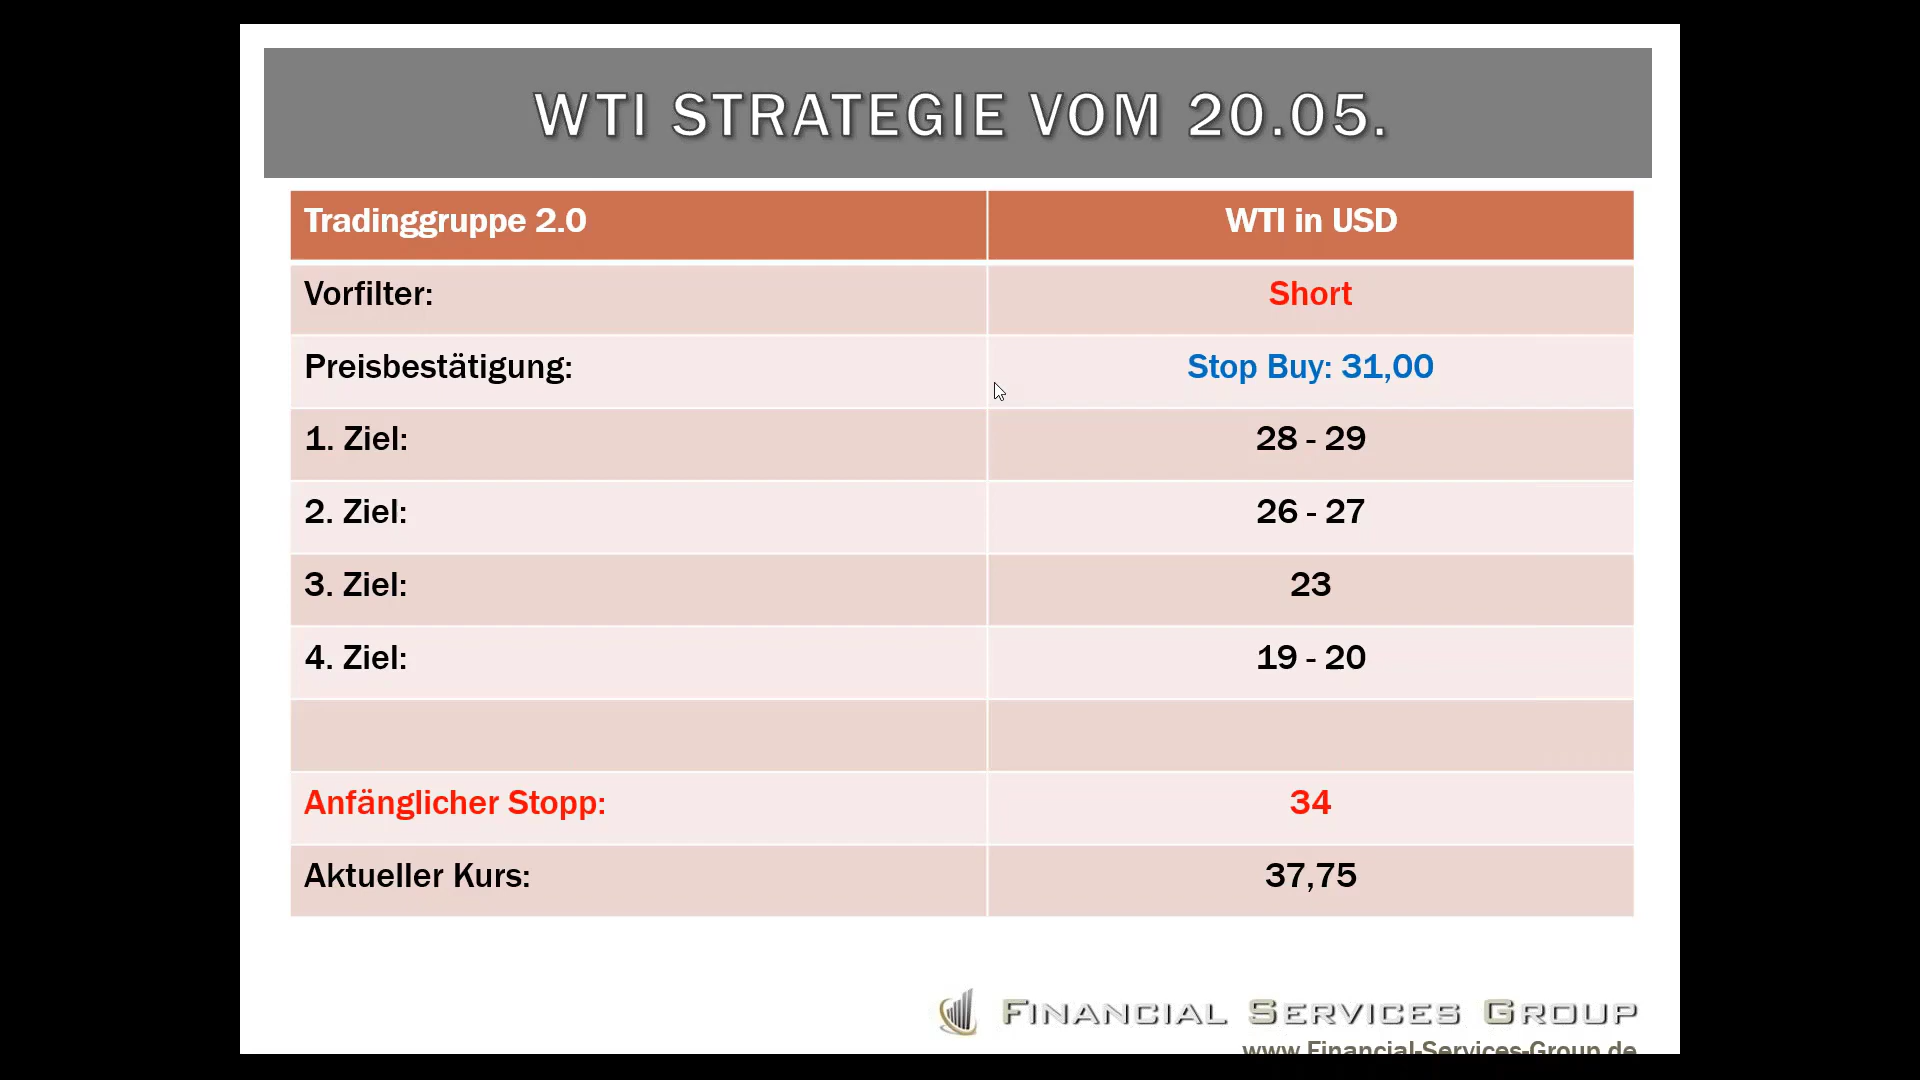 WTI STRATEGIE VOM 20.05.
Tradinggruppe 2.0 WTI in USD
Vorfilter: Short
Preisbestätigung: Stop Buy: 31,00
1. Ziel: 28 - 29
2. Ziel: 26 - 27
3. Ziel: 23
4. Ziel: 19 - 20
Anfänglicher Stopp: 34
Aktueller Kurs: 37,75
FINANCIAL SERVICES GROUP
www.Financial-Services-Group.de